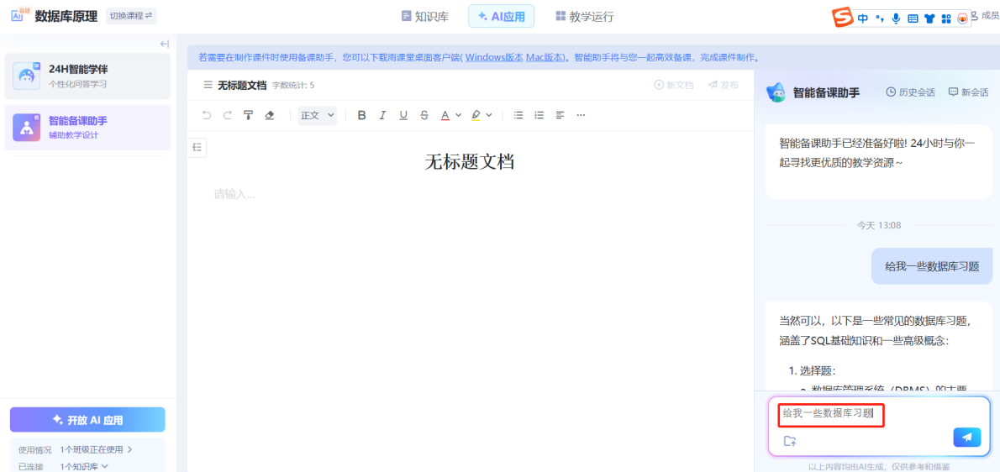 自建
AI
数据库原理
切换课程
知识库
AI应用
教学运行
中
成员
24H智能学伴
个性化问答学习
智能备课助手
辅助教学设计
开放 AI 应用
使用情况 1个班级正在使用
已连接 1个知识库
若需要在制作课件时使用备课助手，您可以下载雨课堂桌面客户端( Windows版本 Mac版本)。智能助手将与您一起高效备课，完成课件制作。
无标题文档 字数统计: 5
新文档
发布
正文
B I U S A
无标题文档
请输入...
智能备课助手
历史会话
新会话
智能备课助手已经准备好啦! 24小时与你一
起寻找更优质的教学资源～
今天 13:08
给我一些数据库习题
当然可以，以下是一些常见的数据库习题，
涵盖了SQL基础知识和一些高级概念：
1. 选择题：
数据库管理系统（DBMS）的主要
给我一些数据库习题
以上内容均由AI生成，仅供参考和借鉴